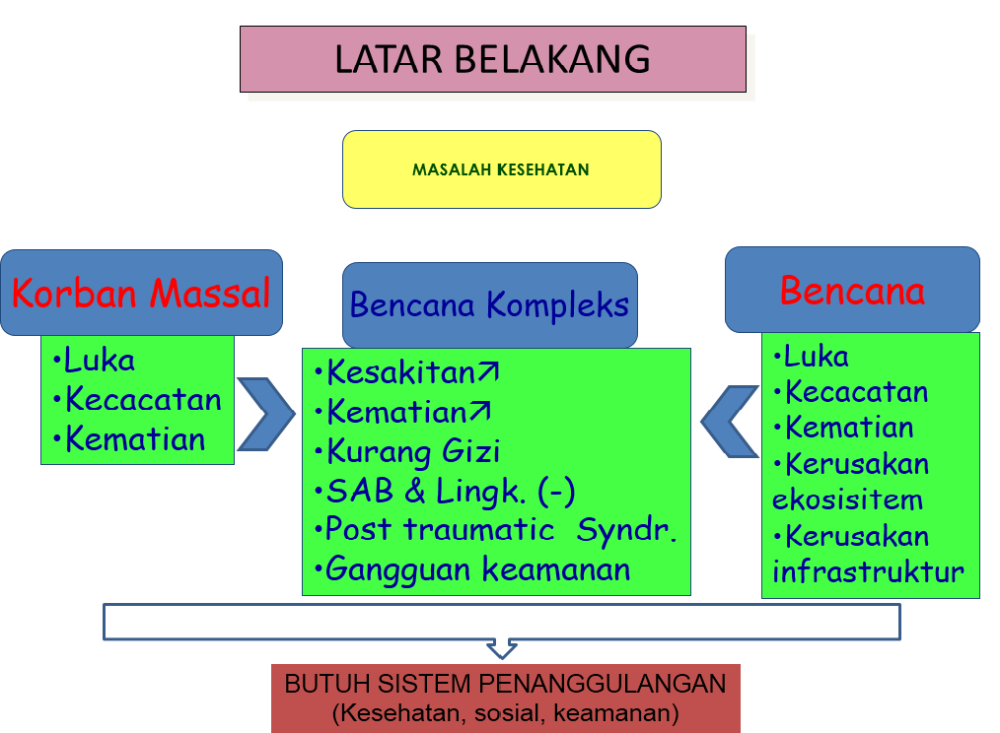 LATAR BELAKANG
MASALAH KESEHATAN
Korban Massal
•Luka
•Kecacatan
•Kematian
Bencana Kompleks
•Kesakitan↗
•Kematian↗
•Kurang Gizi
•SAB & Lingk. (-)
•Post traumatic Syndr.
•Gangguan keamanan
Bencana
•Luka
•Kecacatan
•Kematian
•Kerusakan
ekosisitem
•Kerusakan
infrastruktur
BUTUH SISTEM PENANGGULANGAN
(Kesehatan, sosial, keamanan)